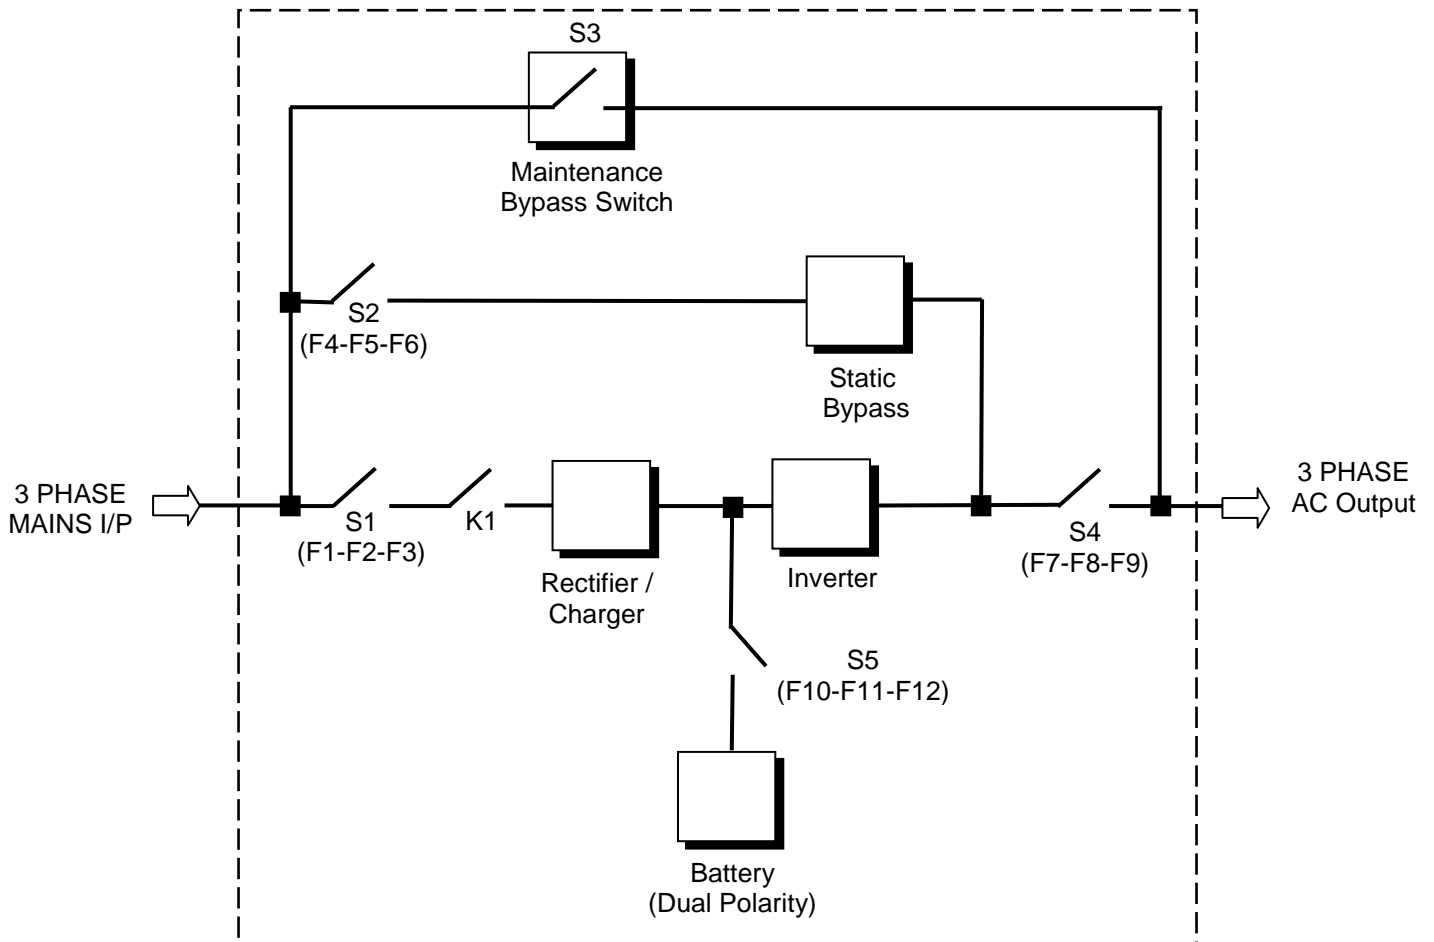 S3
Maintenance
Bypass Switch
S2
(F4-F5-F6)
Static
Bypass
3 PHASE
MAINS I/P
S1
(F1-F2-F3)
K1
Rectifier /
Charger
Inverter
S4
(F7-F8-F9)
3 PHASE
AC Output
S5
(F10-F11-F12)
Battery
(Dual Polarity)